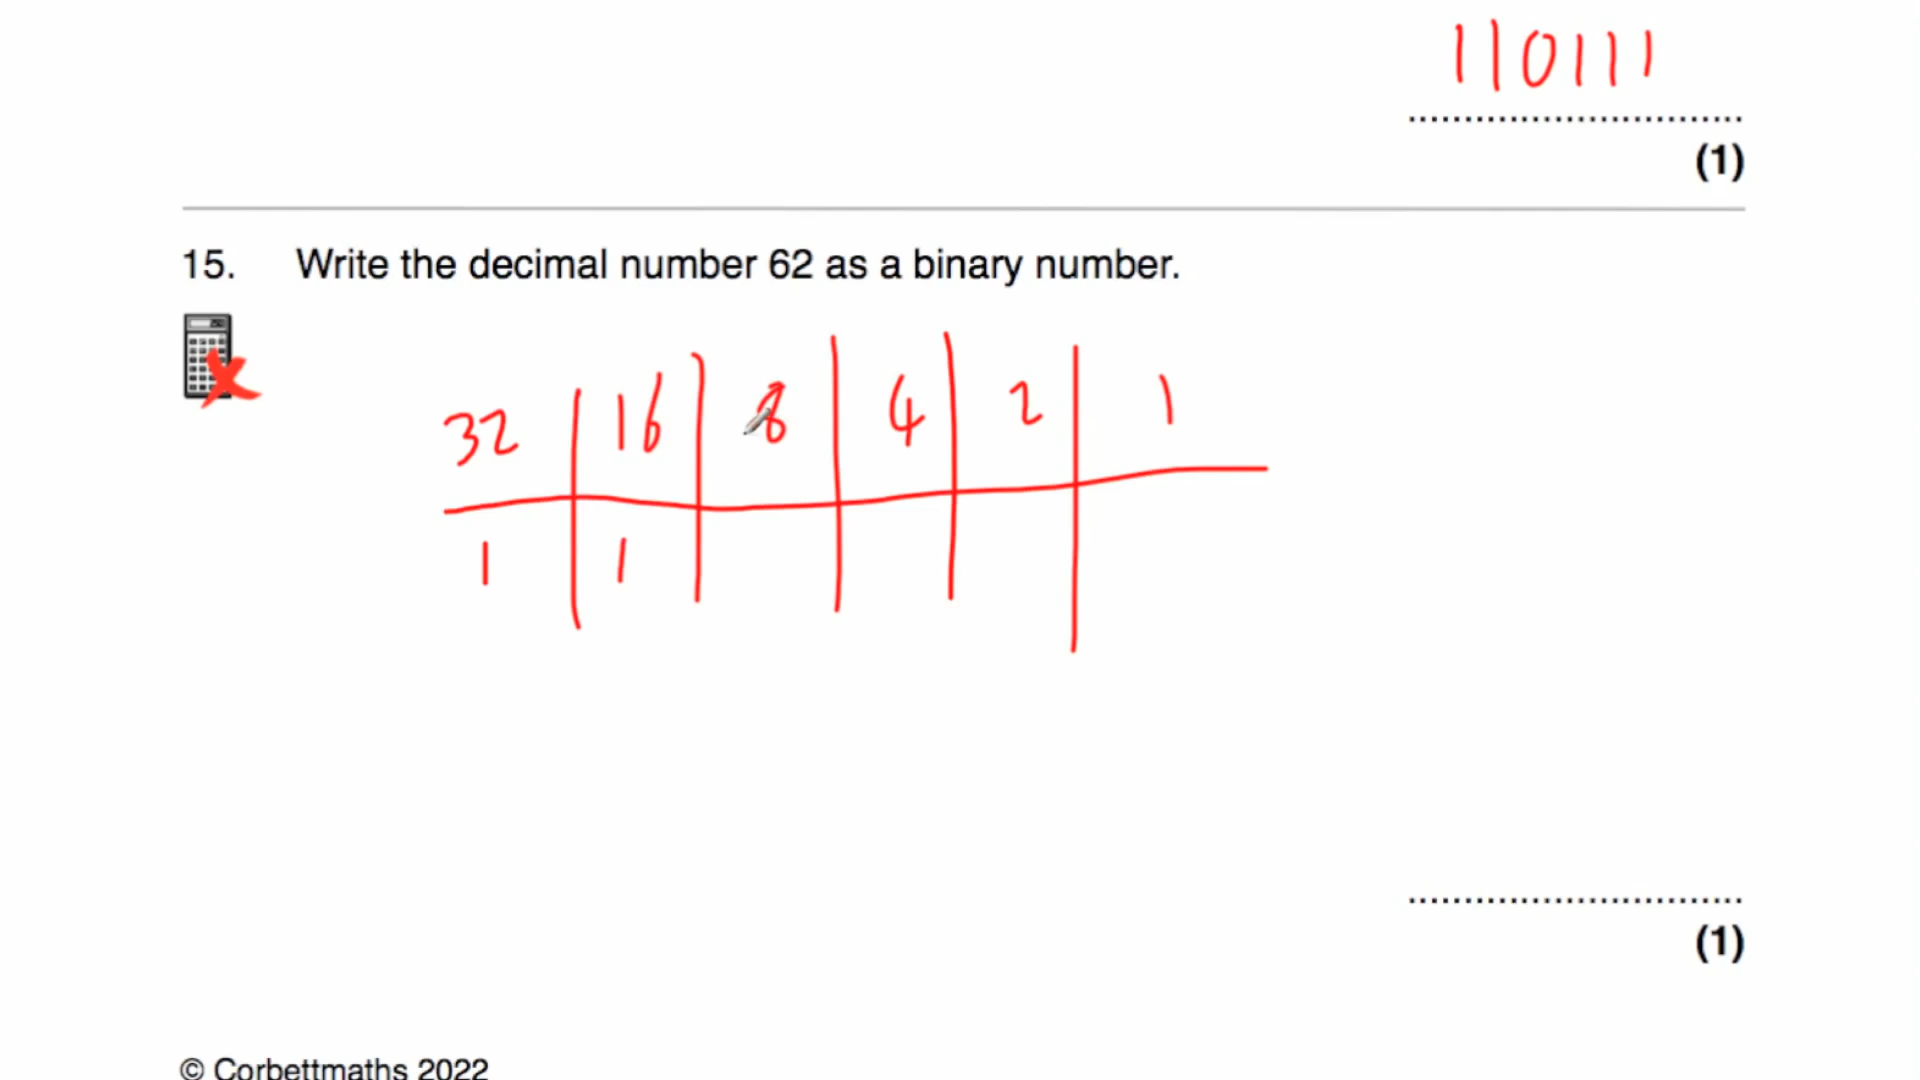 110111
(1)
15. Write the decimal number 62 as a binary number.
32 16 8 4 2 1
1 1
(1)
© Corbettmaths 2022